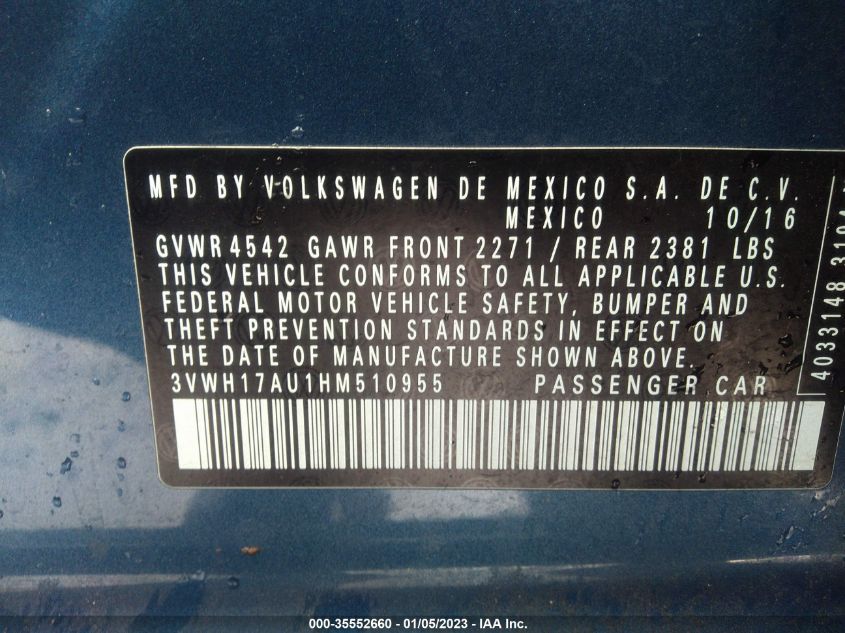 MFD BY VOLKSWAGEN DE MEXICO S.A. DE C.V.
MEXICO 10/16
GVWR 4542 GAWR FRONT 2271 / REAR 2381 LBS
THIS VEHICLE CONFORMS TO ALL APPLICABLE U.S.
FEDERAL MOTOR VEHICLE SAFETY, BUMPER AND
THEFT PREVENTION STANDARDS IN EFFECT ON
THE DATE OF MANUFACTURE SHOWN ABOVE.
3VWH17AU1HM510955 PASSENGER CAR
4033148 3104
000-35552660 - 01/05/2023 - IAA Inc.